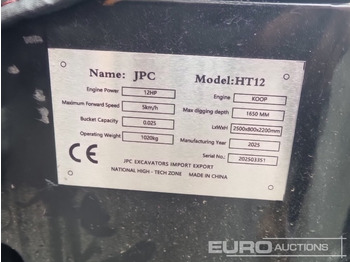 Name: JPC Model:HT12
Engine Power 12HP Engine KOOP
Maximum Forward Speed 5km/h Max digging depth 1650 MM
Bucket Capacity 0.025 LxWxH 2500x800x2200mm
Operating Weight 1020kg Manufacturing Year 2025
Serial No.: 202503351
CE
JPC EXCAVATORS IMPORT EXPORT
NATIONAL HIGH - TECH ZONE MADE IN CHINA
EURO AUCTIONS